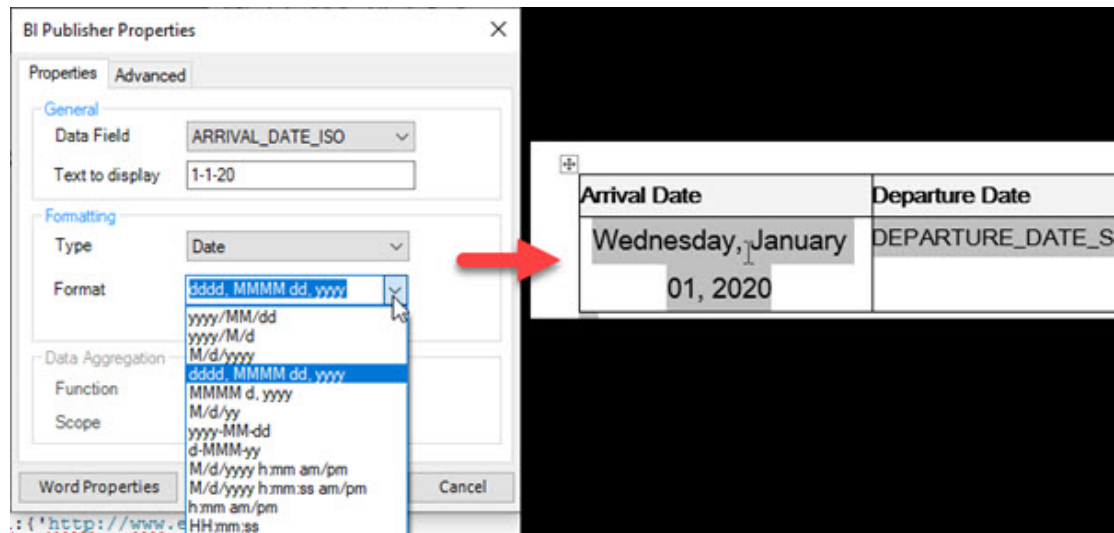 BI Publisher Properties
Properties Advanced
General
Data Field ARRIVAL_DATE_ISO
Text to display 1-1-20
Formatting
Type Date
Format dddd, MMMM dd, yyyy
yyyy/MM/dd
yyyy/M/d
M/d/yyyy
dddd, MMMM dd, yyyy
MMMM d, yyyy
M/d/yy
yyyy-MM-dd
d-MMM-yy
M/d/yyyy h:mm am/pm
M/d/yyyy h:mm:ss am/pm
h:mm am/pm
HH:mm:ss
Data Aggregation
Function
Scope
Word Properties Cancel
:{'http://www.e
Arrival Date Departure Date
Wednesday, January DEPARTURE_DATE_S
01, 2020